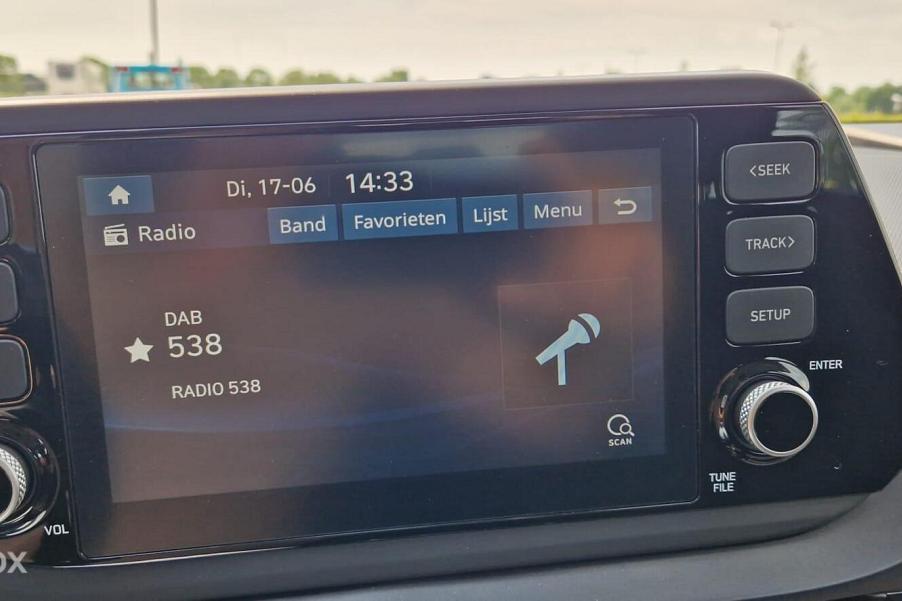 Di, 17-06 14:33
Radio Band Favorieten Lijst Menu
DAB
538
RADIO 538
SCAN
<SEEK
TRACK>
SETUP
ENTER
TUNE
FILE
VOL